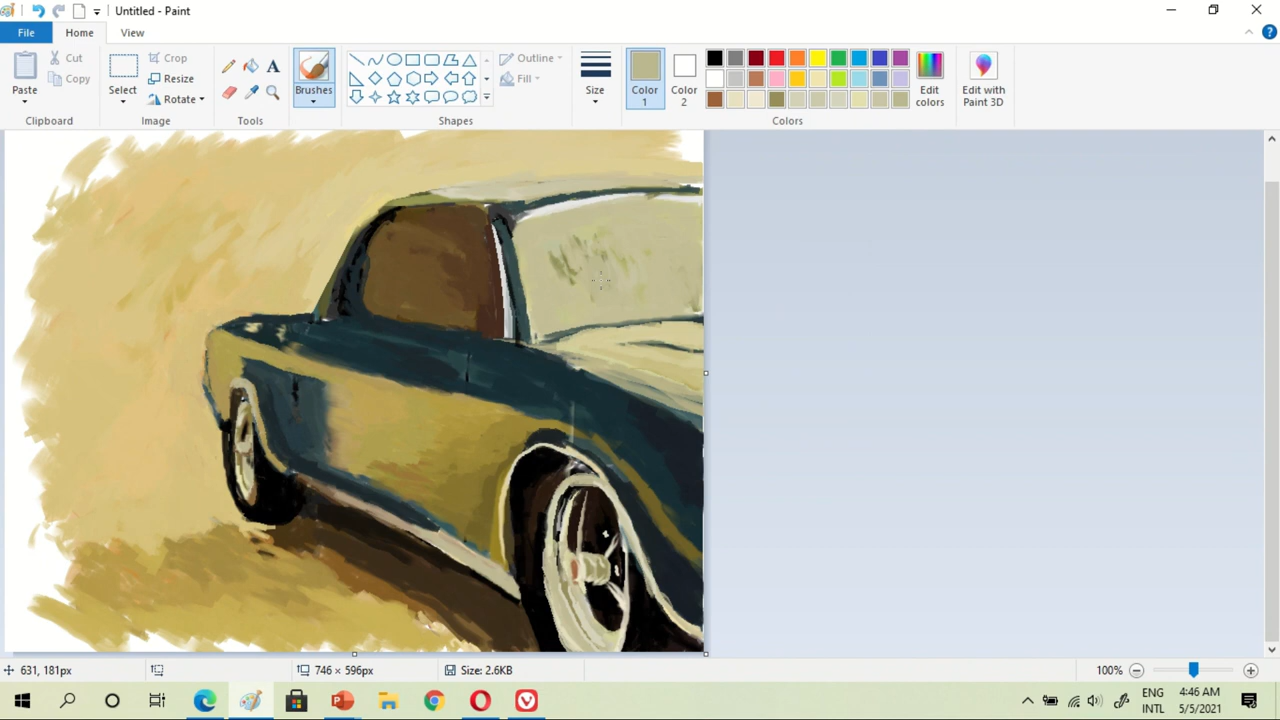 Untitled - Paint
File
Home
View
Paste
Cut
Copy
Clipboard
Select
Crop
Resize
Rotate
Image
A
Tools
Brushes
Shapes
Outline
Fill
Size
Color
1
Color
2
Edit
colors
Colors
Edit with
Paint 3D
631, 181px
746 × 596px
Size: 2.6KB
100%
ENG
INTL
4:46 AM
5/5/2021